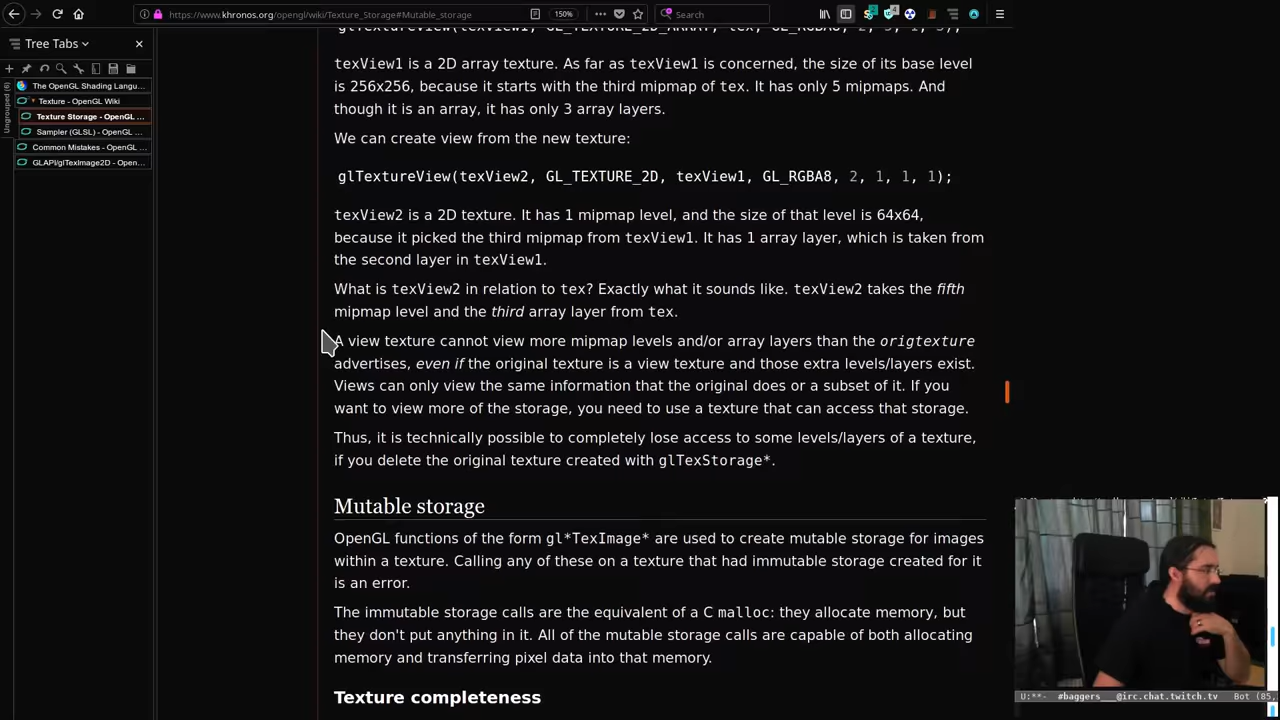 https://www.khronos.org/opengl/wiki/Texture_Storage#Mutable_storage
150%
Search
Tree Tabs
Ungrouped (6)
The OpenGL Shading Langu...
Texture - OpenGL Wiki
Texture Storage - OpenGL ...
Sampler (GLSL) - OpenGL ...
Common Mistakes - OpenGL ...
GLAPI/glTexImage2D - Open...
texView1 is a 2D array texture. As far as texView1 is concerned, the size of its base level
is 256x256, because it starts with the third mipmap of tex. It has only 5 mipmaps. And
though it is an array, it has only 3 array layers.
We can create view from the new texture:
glTextureView(texView2, GL_TEXTURE_2D, texView1, GL_RGBA8, 2, 1, 1, 1);
texView2 is a 2D texture. It has 1 mipmap level, and the size of that level is 64x64,
because it picked the third mipmap from texView1. It has 1 array layer, which is taken from
the second layer in texView1.
What is texView2 in relation to tex? Exactly what it sounds like. texView2 takes the fifth
mipmap level and the third array layer from tex.
A view texture cannot view more mipmap levels and/or array layers than the origtexture
advertises, even if the original texture is a view texture and those extra levels/layers exist.
Views can only view the same information that the original does or a subset of it. If you
want to view more of the storage, you need to use a texture that can access that storage.
Thus, it is technically possible to completely lose access to some levels/layers of a texture,
if you delete the original texture created with glTexStorage*.
Mutable storage
OpenGL functions of the form gl*TexImage* are used to create mutable storage for images
within a texture. Calling any of these on a texture that had immutable storage created for it
is an error.
The immutable storage calls are the equivalent of a C malloc: they allocate memory, but
they don't put anything in it. All of the mutable storage calls are capable of both allocating
memory and transferring pixel data into that memory.
Texture completeness
U:**- #baggers___@irc.chat.twitch.tv Bot (85,